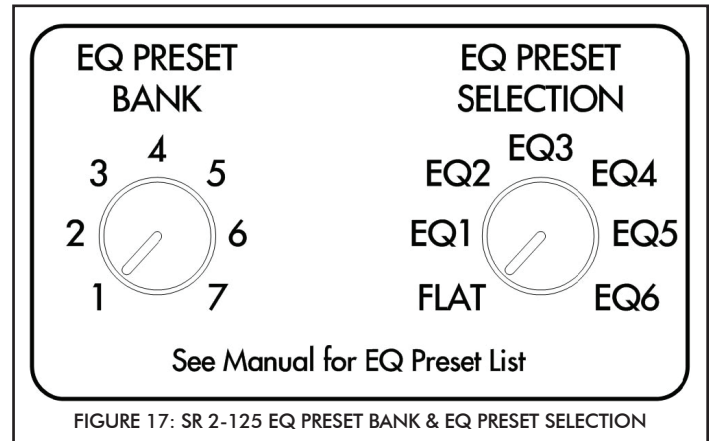 EQ PRESET
BANK
1
2
3
4
5
6
7
EQ PRESET
SELECTION
FLAT
EQ1
EQ2
EQ3
EQ4
EQ5
EQ6
See Manual for EQ Preset List
FIGURE 17: SR 2-125 EQ PRESET BANK & EQ PRESET SELECTION